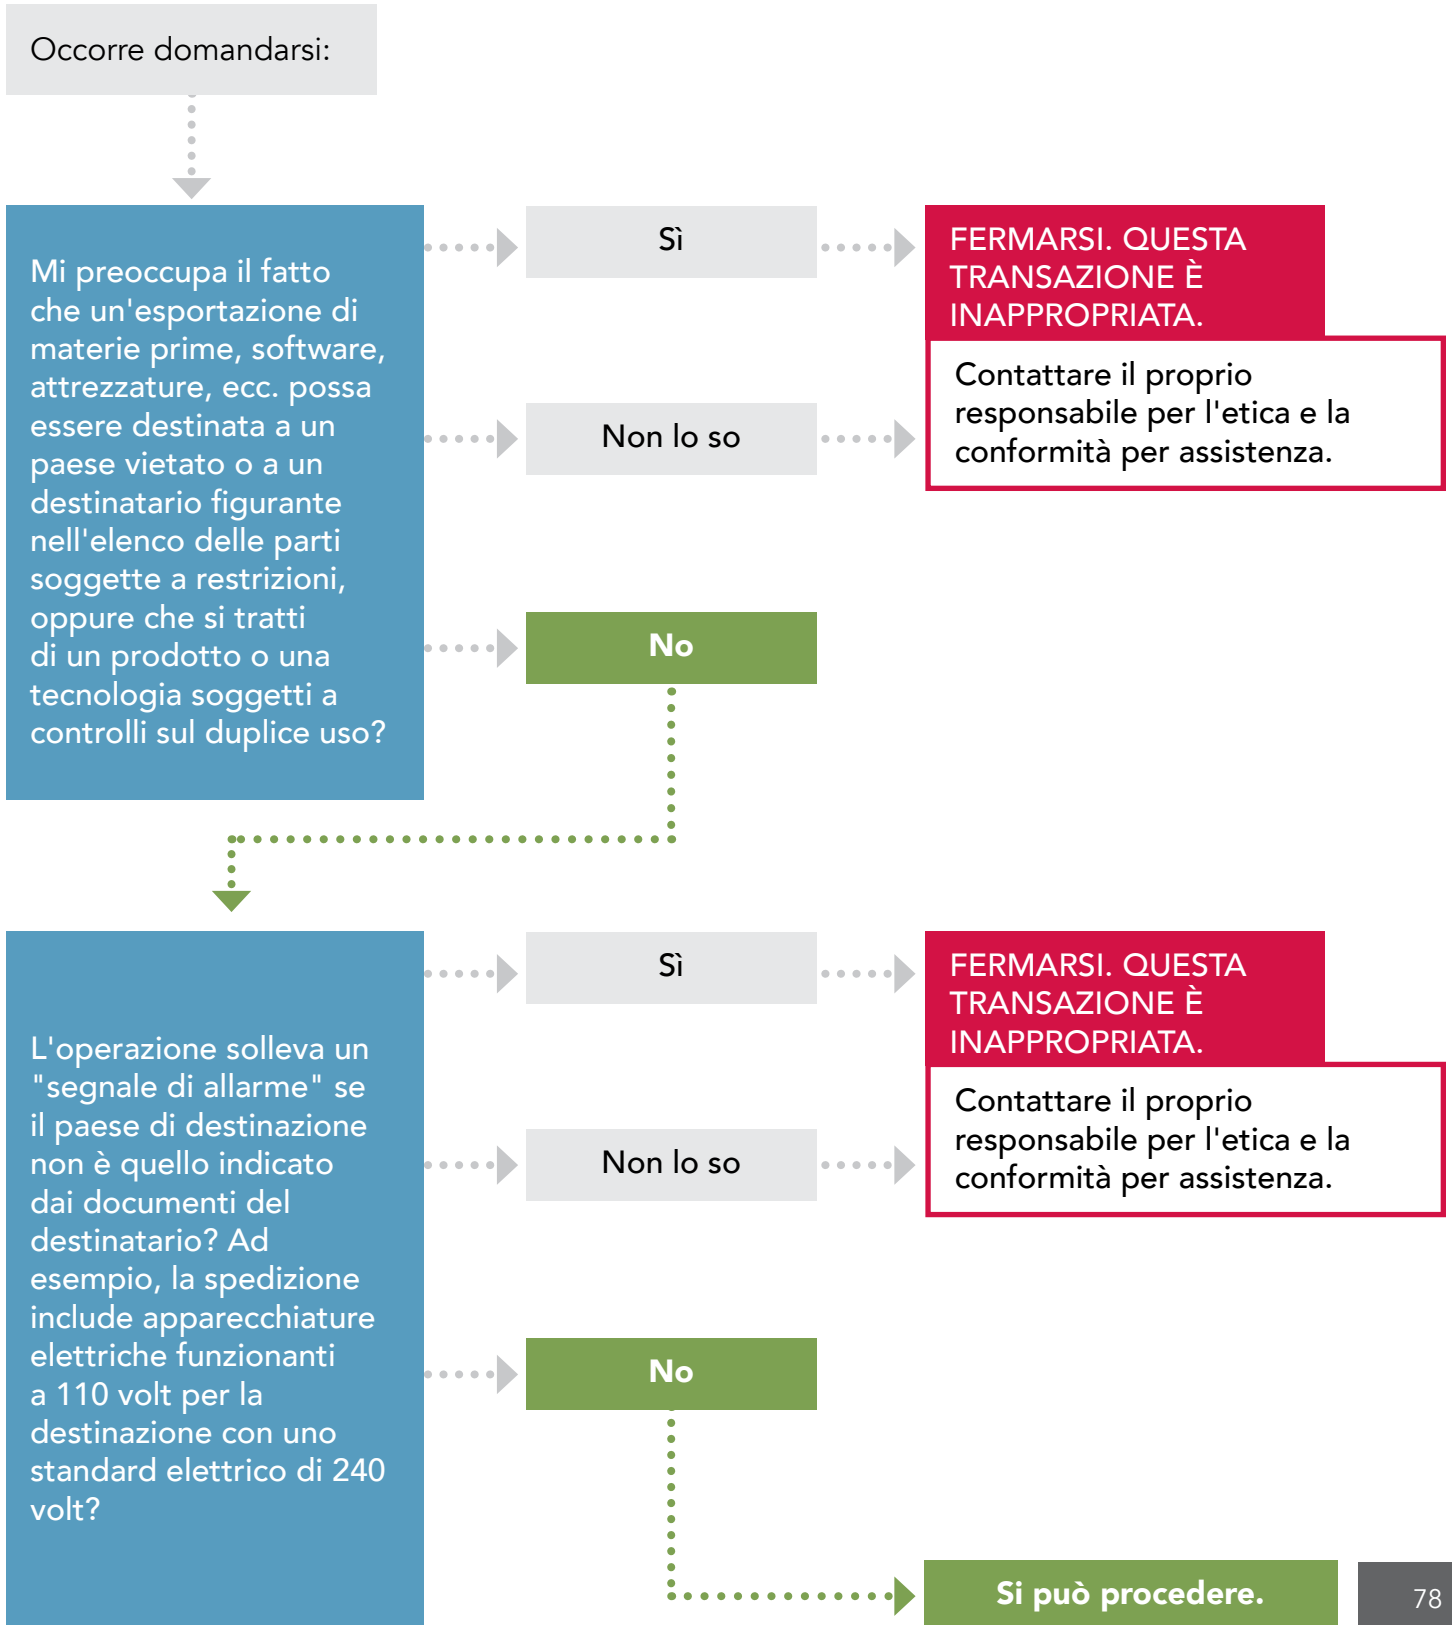 Occorre domandarsi:
Mi preoccupa il fatto
che un'esportazione di
materie prime, software,
attrezzature, ecc. possa
essere destinata a un
paese vietato o a un
destinatario figurante
nell'elenco delle parti
soggette a restrizioni,
oppure che si tratti
di un prodotto o una
tecnologia soggetti a
controlli sul duplice uso?
Sì
FERMARSI. QUESTA
TRANSAZIONE È
INAPPROPRIATA.
Contattare il proprio
responsabile per l'etica e la
conformità per assistenza.
Non lo so
No
L'operazione solleva un
"segnale di allarme" se
il paese di destinazione
non è quello indicato
dai documenti del
destinatario? Ad
esempio, la spedizione
include apparecchiature
elettriche funzionanti
a 110 volt per la
destinazione con uno
standard elettrico di 240
volt?
Sì
FERMARSI. QUESTA
TRANSAZIONE È
INAPPROPRIATA.
Contattare il proprio
responsabile per l'etica e la
conformità per assistenza.
Non lo so
No
Si può procedere.
78